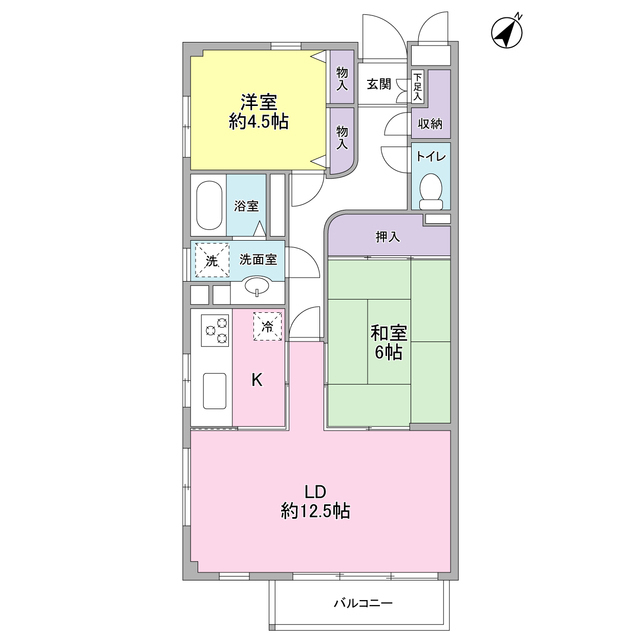 N
物入
玄関
下足入
洋室
約4.5帖
収納
物入
トイレ
浴室
押入
洗
洗面室
冷
和室
6帖
K
LD
約12.5帖
バルコニー